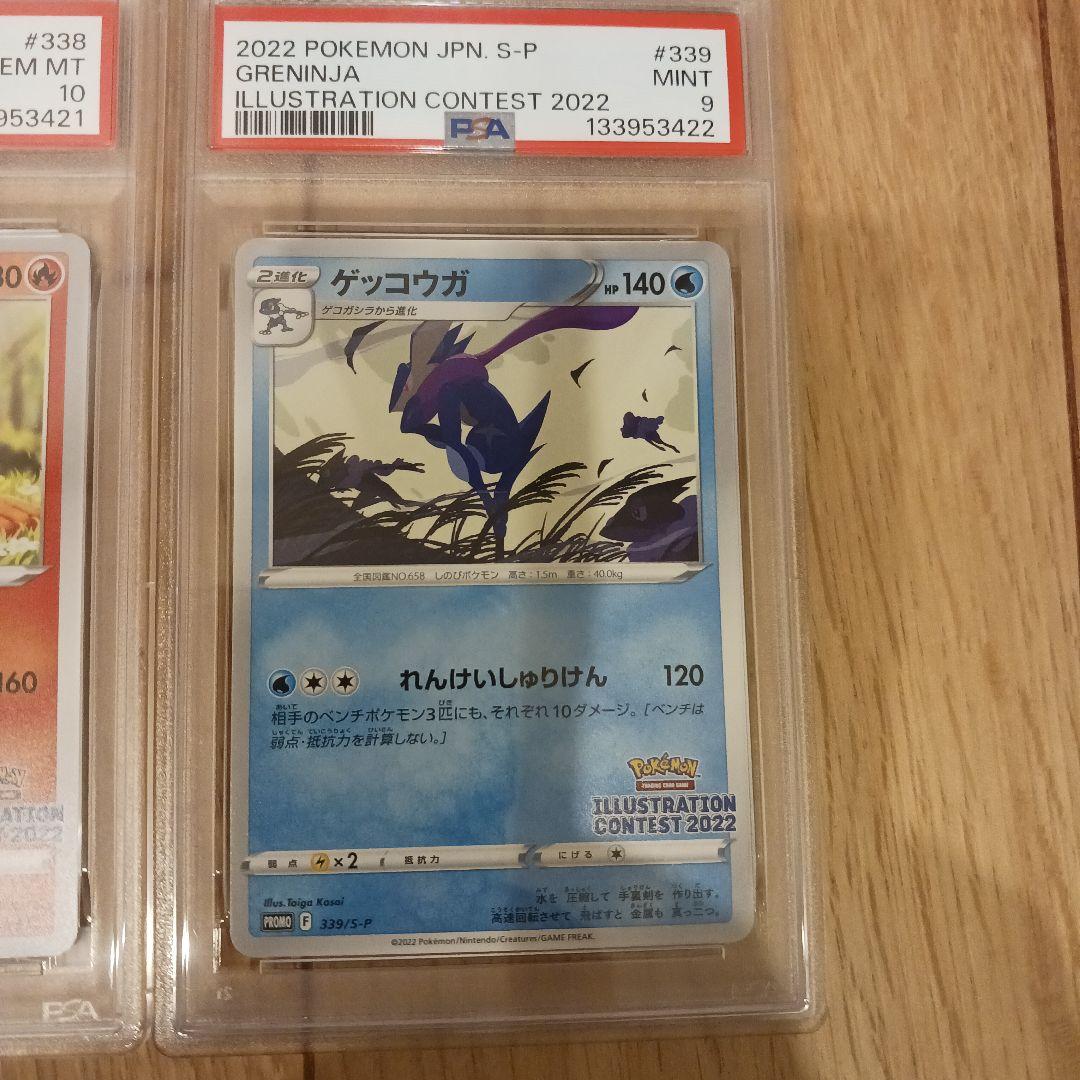 #338
EM MT
10
953421
2022 POKEMON JPN. S-P #339
GRENINJA MINT
ILLUSTRATION CONTEST 2022 9
PSA 133953422
80
160
ATION
2022
PSA
2進化 ゲッコウガ HP 140
ゲコガシラから進化
全国図鑑NO.658 しのびポケモン 高さ:1.5m 重さ:40.0kg
れんけいしゅりけん 120
相手のベンチポケモン3匹にも、それぞれ10ダメージ。[ベンチは
弱点・抵抗力を計算しない。]
POKéMON
TRADING CARD GAME
ILLUSTRATION
CONTEST 2022
弱点 ×2 抵抗力 にげる
水を 圧縮して 手裏剣を 作り出す。
高速回転させて 飛ばすと 金属も 真っ二つ。
Illus. Taiga Kasai
PROMO F 339/S-P
©2022 Pokémon/Nintendo/Creatures/GAME FREAK.